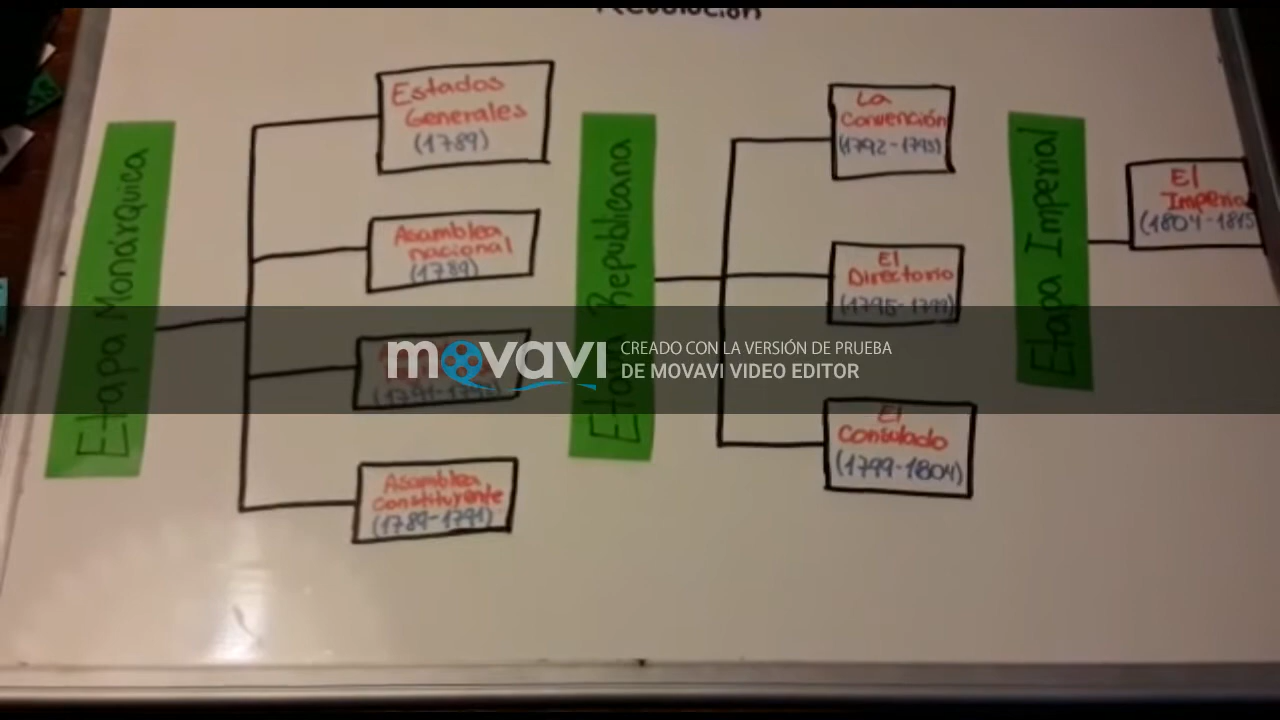 Revolución
Etapa Monárquica
Estados
Generales
(1789)
Asamblea
nacional
(1789)
Asamblea
constituyente
(1789-1791)
Etapa Republicana
La
Convención
(1792-1795)
El
Directorio
(1795-1799)
El
Consulado
(1799-1804)
Etapa Imperial
El
Imperio
(1804-1815
movavi
CREADO CON LA VERSIÓN DE PRUEBA
DE MOVAVI VIDEO EDITOR